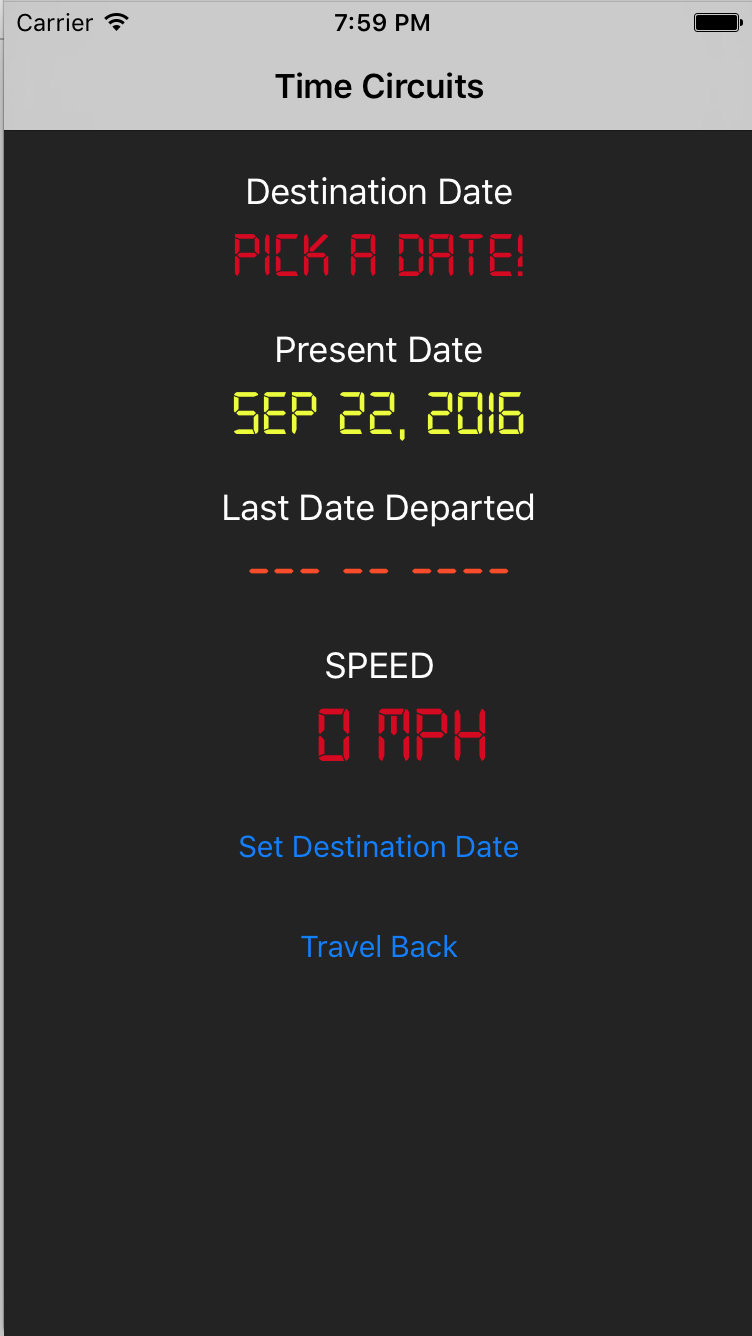 Carrier 7:59 PM
Time Circuits
Destination Date
PICK A DATE!
Present Date
SEP 22, 2016
Last Date Departed
--- -- ----
SPEED
0 MPH
Set Destination Date
Travel Back